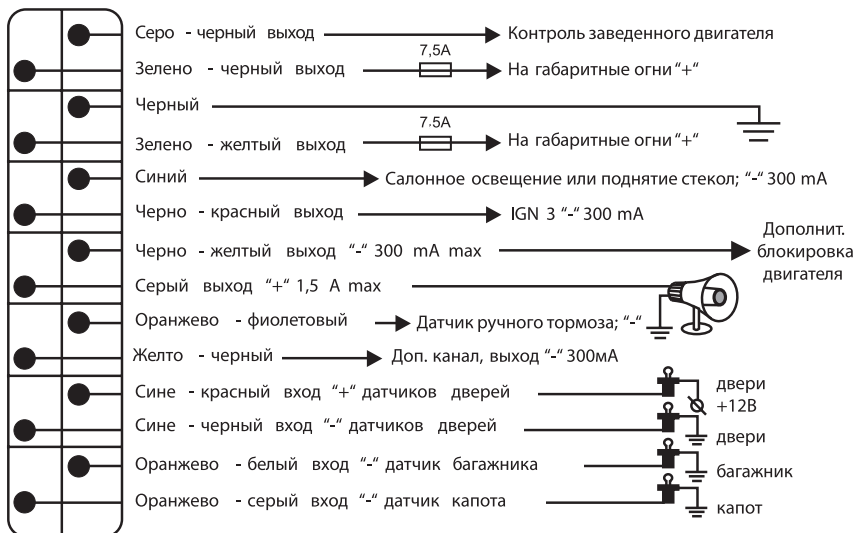 Серо - черный выход Контроль заведенного двигателя
7,5А
Зелено - черный выход На габаритные огни "+"
Черный
7.5А
Зелено - желтый выход На габаритные огни "+"
Синий Салонное освещение или поднятие стекол; "-" 300 mA
Черно - красный выход IGN 3 "-" 300 mA
Черно - желтый выход "-" 300 mA max
Дополнит.
блокировка
двигателя
Серый выход "+" 1,5 A max
Оранжево - фиолетовый Датчик ручного тормоза; "-"
Желто - черный Доп. канал, выход "-" 300мА
Сине - красный вход "+" датчиков дверей
двери
+12В
Сине - черный вход "-" датчиков дверей
двери
Оранжево - белый вход "-" датчик багажника багажник
Оранжево - серый вход "-" датчик капота капот